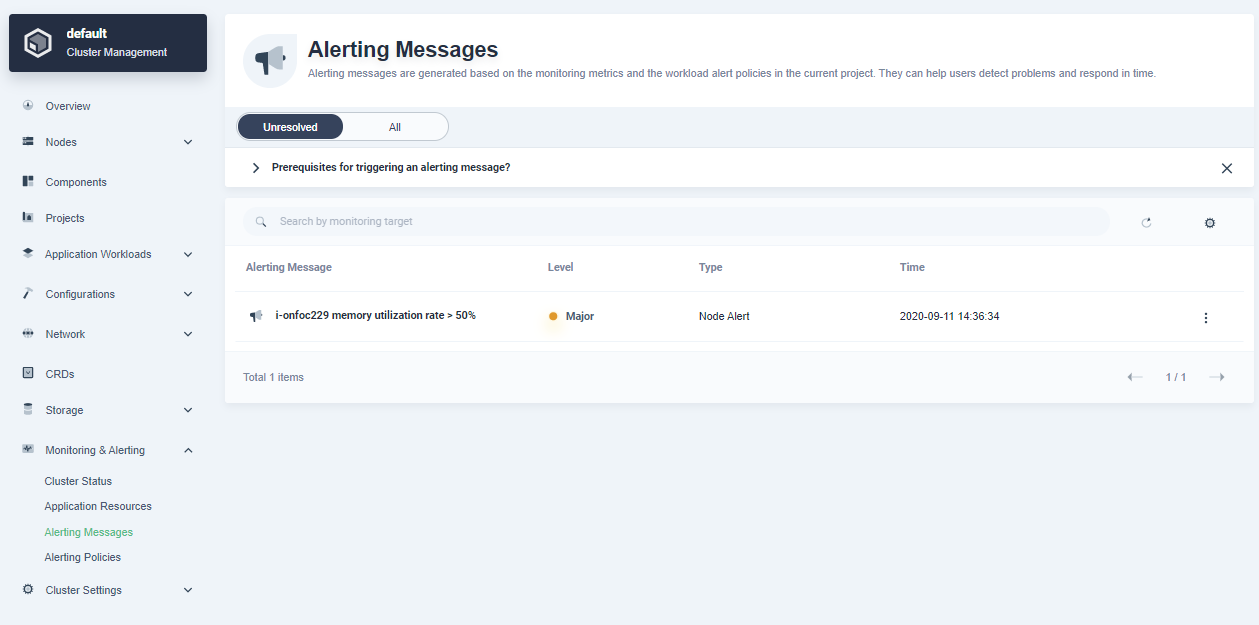 default
Cluster Management
Overview
Nodes
Components
Projects
Application Workloads
Configurations
Network
CRDs
Storage
Monitoring & Alerting
Cluster Status
Application Resources
Alerting Messages
Alerting Policies
Cluster Settings
Alerting Messages
Alerting messages are generated based on the monitoring metrics and the workload alert policies in the current project. They can help users detect problems and respond in time.
Unresolved All
Prerequisites for triggering an alerting message?
Search by monitoring target
Alerting Message Level Type Time
i-onfoc229 memory utilization rate > 50% Major Node Alert 2020-09-11 14:36:34
Total 1 items 1 / 1